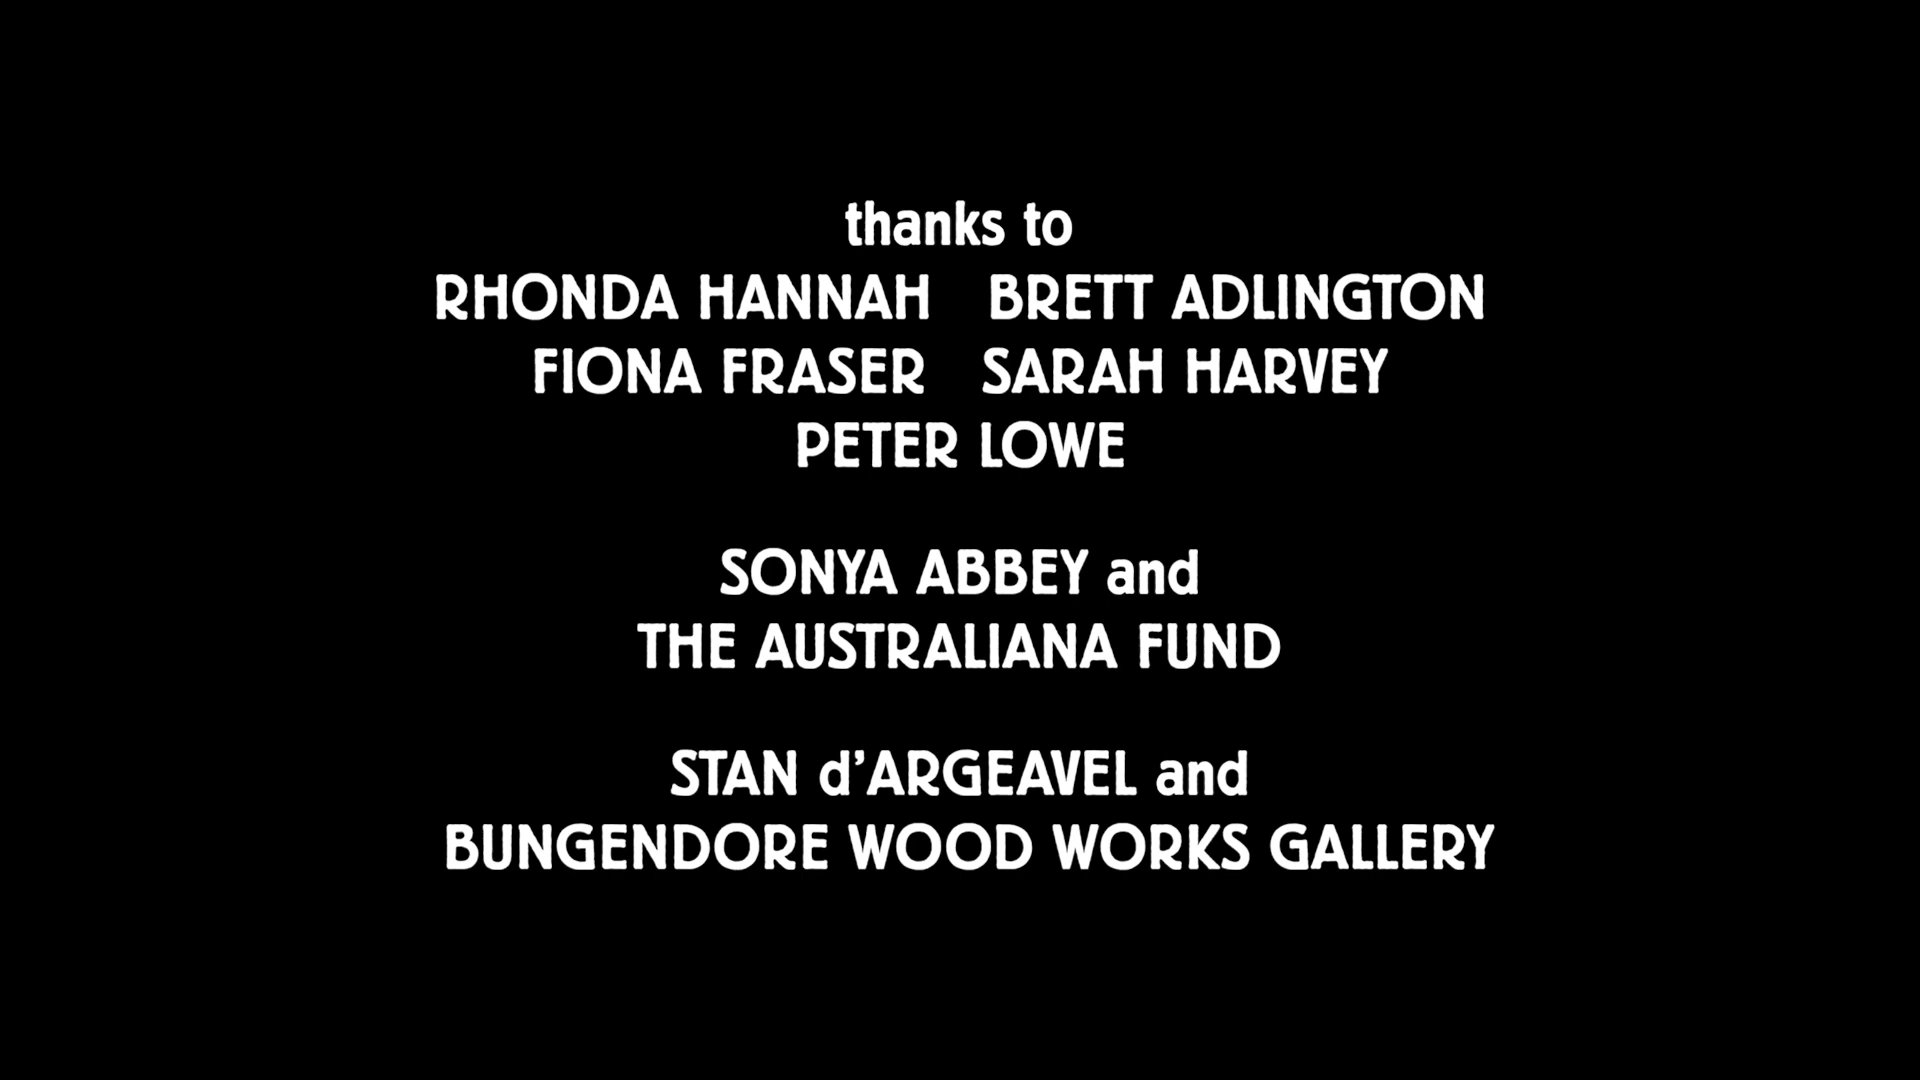 thanks to
RHONDA HANNAH BRETT ADLINGTON
FIONA FRASER SARAH HARVEY
PETER LOWE
SONYA ABBEY and
THE AUSTRALIANA FUND
STAN d’ARGEAVEL and
BUNGENDORE WOOD WORKS GALLERY